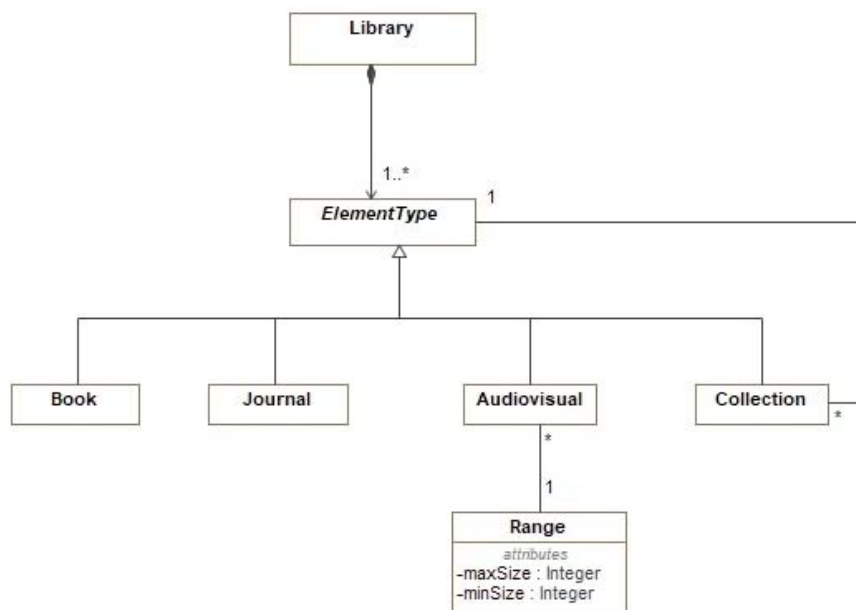 Library
1..*
ElementType
1
Book
Journal
Audiovisual
Collection
*
*
1
Range
attributes
-maxSize : Integer
-minSize : Integer